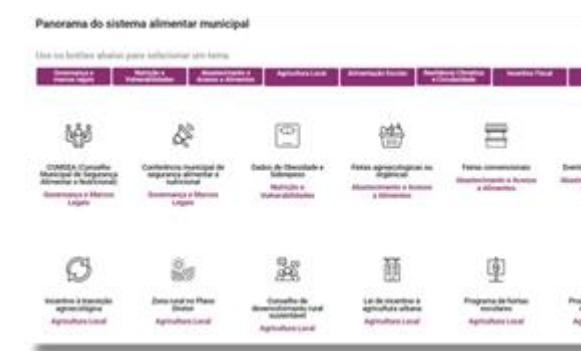 Panorama do sistema alimentar municipal
Use os botões abaixo para selecionar um tema.
Governança e
marcos legais
Nutrição e
Vulnerabilidades
Abastecimento
e Acesso a Alimentos
Agricultura Local
Alimentação Escolar
Resiliência Climática
e Circularidade
Incentivo Fiscal
COMSEA (Conselho
Municipal de Segurança
Alimentar e Nutricional)
Governança e Marcos
Legais
Conferência municipal de
segurança alimentar e
nutricional
Governança e Marcos
Legais
Dados de Obesidade e
Sobrepeso
Nutrição e
Vulnerabilidades
Feiras agroecológicas ou
orgânicas
Abastecimento e Acesso
a Alimentos
Feiras convencionais
Abastecimento e Acesso
a Alimentos
Incentivo à transição
agroecológica
Agricultura Local
Zona rural no Plano
Diretor
Agricultura Local
Conselho de
desenvolvimento rural
sustentável
Agricultura Local
Lei de incentivo à
agricultura urbana
Agricultura Local
Programa de hortas
escolares
Agricultura Local